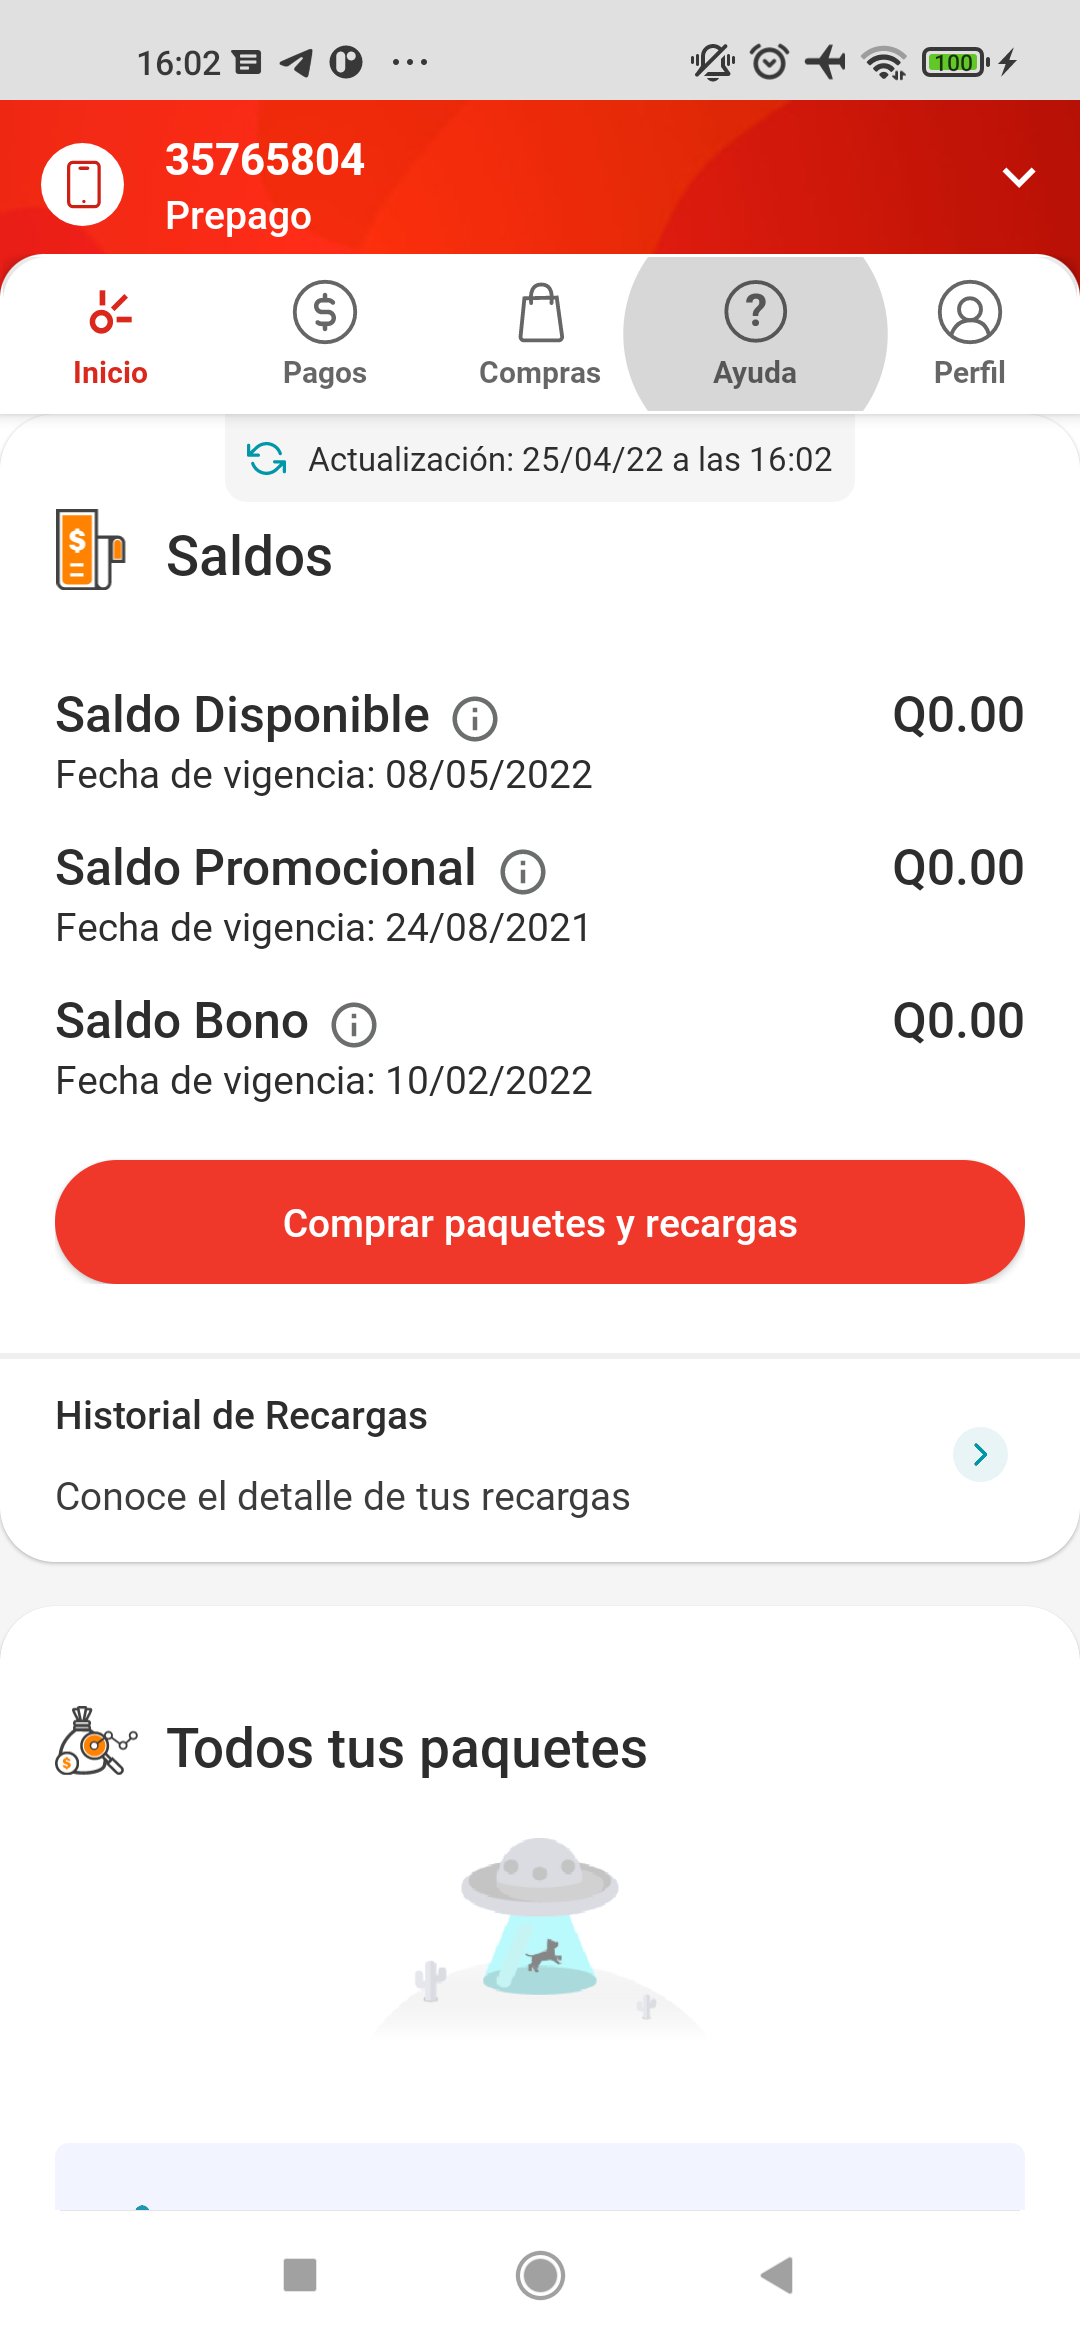 16:02
100
35765804
Prepago
Inicio
Pagos
Compras
Ayuda
Perfil
Actualización: 25/04/22 a las 16:02
Saldos
Saldo Disponible
Q0.00
Fecha de vigencia: 08/05/2022
Saldo Promocional
Q0.00
Fecha de vigencia: 24/08/2021
Saldo Bono
Q0.00
Fecha de vigencia: 10/02/2022
Comprar paquetes y recargas
Historial de Recargas
Conoce el detalle de tus recargas
Todos tus paquetes